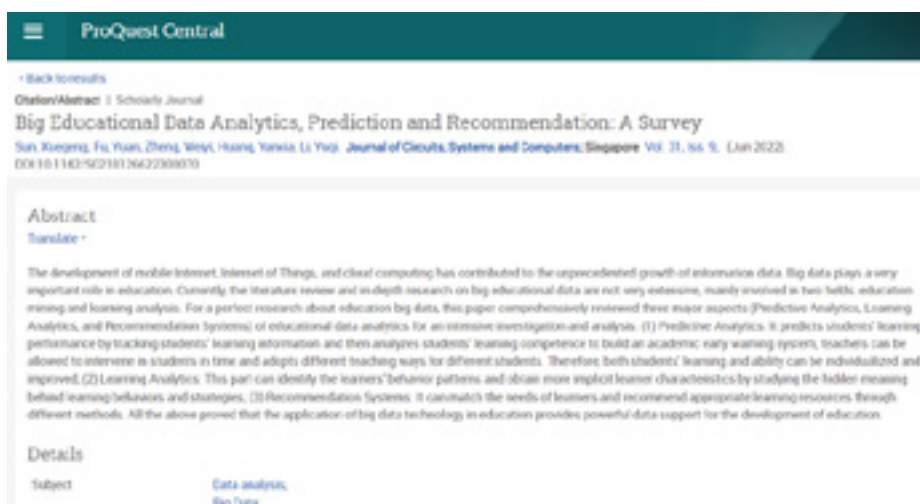 ProQuest Central
‹ Back to results
Citation/Abstract | Scholarly Journal
Big Educational Data Analytics, Prediction and Recommendation: A Survey
Sun, Xuegeng; Fu, Yuan; Zheng, Weiyi; Huang, Yanxia; Li, Yuqi. Journal of Circuits, Systems and Computers; Singapore Vol. 31, Iss. 9, (Jun 2022).
Abstract
Translate
The development of mobile Internet, Internet of Things, and cloud computing has contributed to the unprecedented growth of information data. Big data plays a very
important role in education. Currently, the literature review and in-depth research on big educational data are not very extensive, mainly involved in two fields: education
mining and learning analysis. For a perfect research about education big data, this paper comprehensively reviewed three major aspects (Predictive Analytics, Learning
Analytics, and Recommendation Systems) of educational data analytics for an intensive investigation and analysis. (1) Predictive Analytics. It predicts students' learning
performance by tracking students' learning information and then analyzes students' learning competence to build an academic early warning system, teachers can be
allowed to intervene in students in time and adopts different teaching ways for different students. Therefore, both students' learning and ability can be individualized and
improved; (2) Learning Analytics. This part can identify the learners' behavior patterns and obtain more implicit learner characteristics by studying the hidden meaning
behind learning behaviors and strategies; (3) Recommendation Systems. It can match the needs of learners and recommend appropriate learning resources through
different methods. All the above proved that the application of big data technology in education provides powerful data support for the development of education.
Details
Subject Data analysis;
Big Data